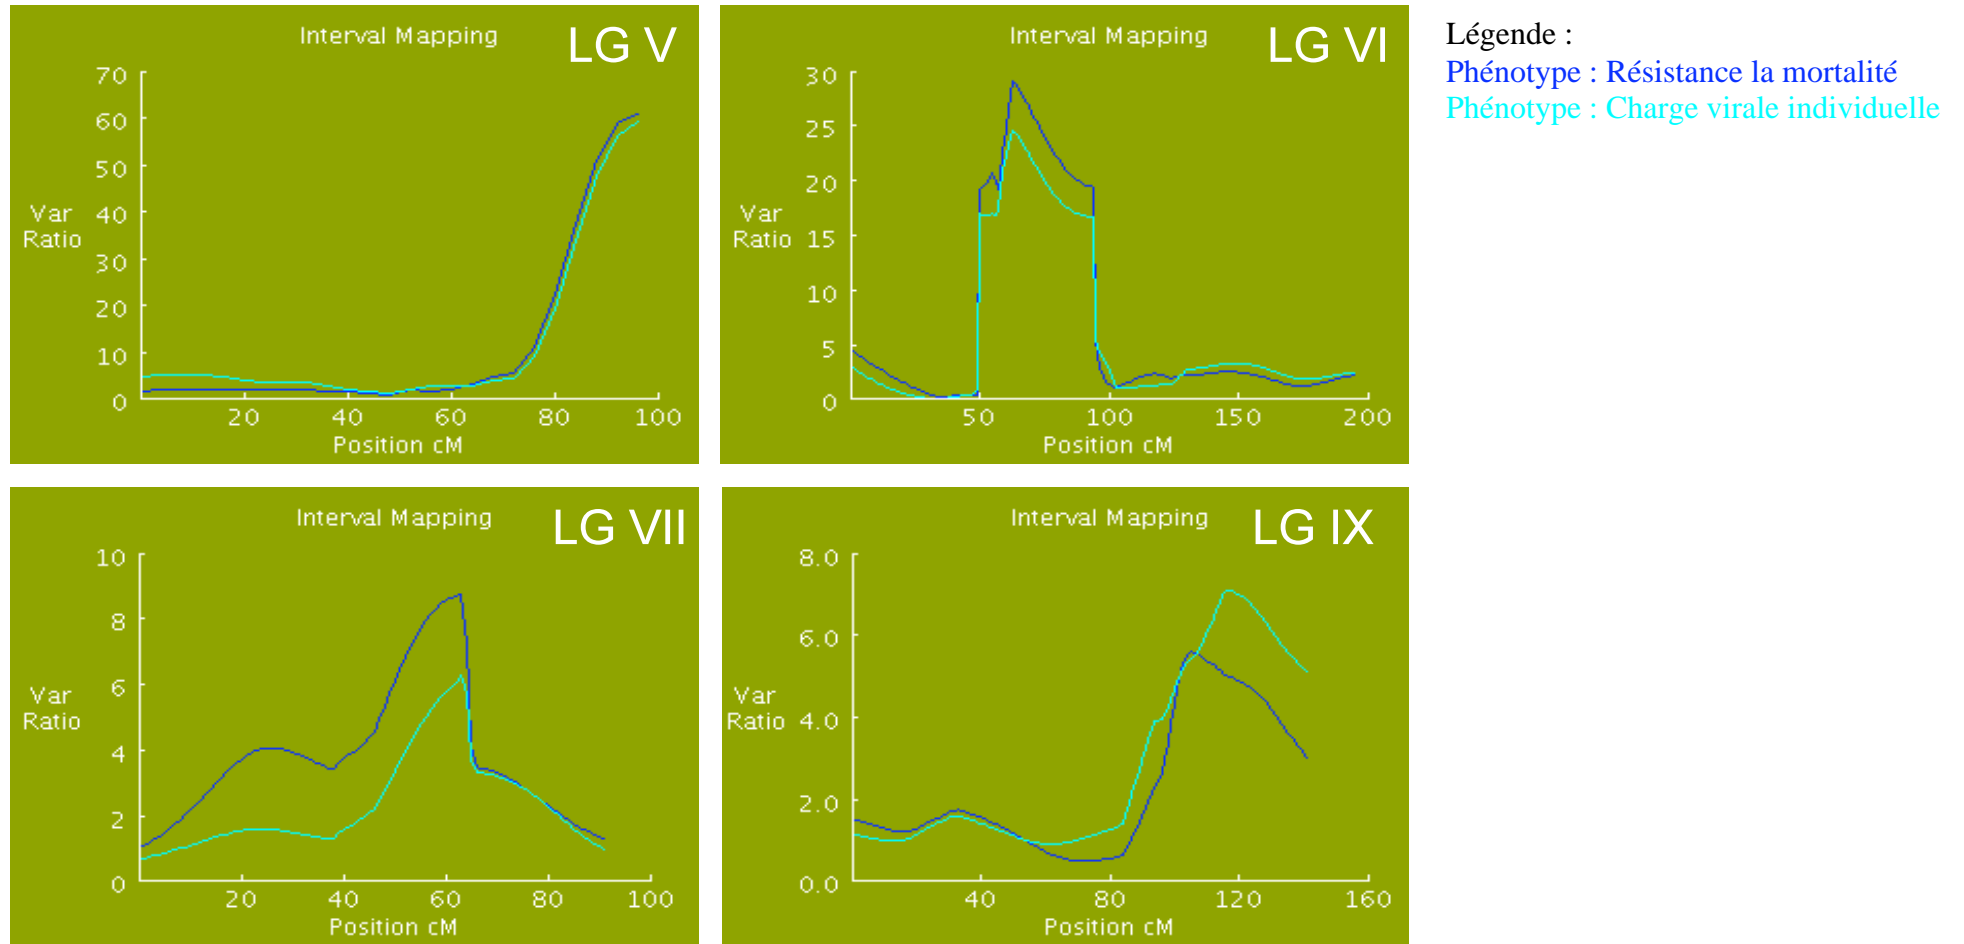 Interval Mapping LG V
70
60
50
40
30
20
10
0
Var
Ratio
20 40 60 80 100
Position cM
Interval Mapping LG VI
30
25
20
15
10
5
0
Var
Ratio
50 100 150 200
Position cM
Légende :
Phénotype : Résistance la mortalité
Phénotype : Charge virale individuelle
Interval Mapping LG VII
10
8
6
4
2
0
Var
Ratio
20 40 60 80 100
Position cM
Interval Mapping LG IX
8.0
6.0
4.0
2.0
0.0
Var
Ratio
40 80 120 160
Position cM